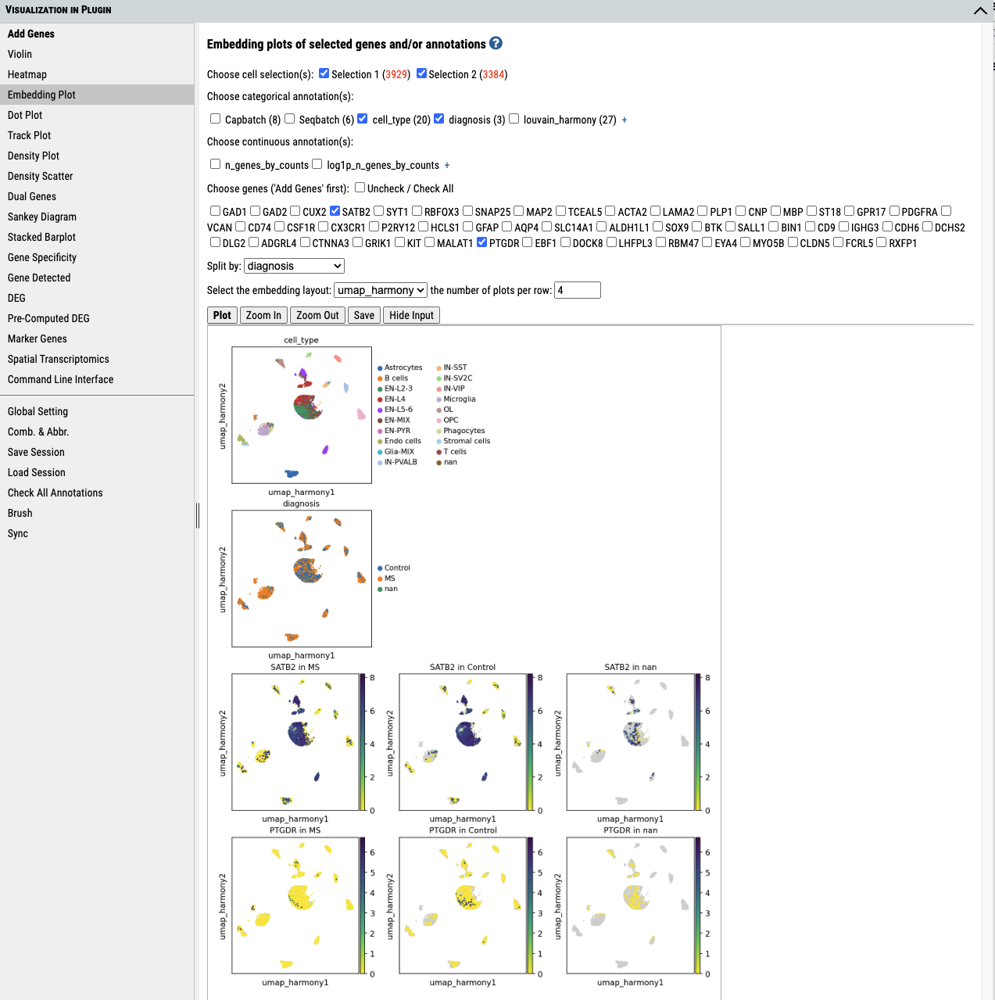 VISUALIZATION IN PLUGIN
Add Genes
Violin
Heatmap
Embedding Plot
Dot Plot
Track Plot
Density Plot
Density Scatter
Dual Genes
Sankey Diagram
Stacked Barplot
Gene Specificity
Gene Detected
DEG
Pre-Computed DEG
Marker Genes
Spatial Transcriptomics
Command Line Interface
Global Setting
Comb. & Abbr.
Save Session
Load Session
Check All Annotations
Brush
Sync
Embedding plots of selected genes and/or annotations ?
Choose cell selection(s): Selection 1 (3929) Selection 2 (3384)
Choose categorical annotation(s):
Capbatch (8) Seqbatch (6) cell_type (20) diagnosis (3) louvain_harmony (27) +
Choose continuous annotation(s):
n_genes_by_counts log1p_n_genes_by_counts +
Choose genes ('Add Genes' first): Uncheck / Check All
GAD1 GAD2 CUX2 SATB2 SYT1 RBFOX3 SNAP25 MAP2 TCEAL5 ACTA2 LAMA2 PLP1 CNP MBP ST18 GPR17 PDGFRA
VCAN CD74 CSF1R CX3CR1 P2RY12 HCLS1 GFAP AQP4 SLC14A1 ALDH1L1 SOX9 BTK SALL1 BIN1 CD9 IGHG3 CDH6 DCHS2
DLG2 ADGRL4 CTNNA3 GRIK1 KIT MALAT1 PTGDR EBF1 DOCK8 LHFPL3 RBM47 EYA4 MYO5B CLDN5 FCRL5 RXFP1
Split by: diagnosis
Select the embedding layout: umap_harmony the number of plots per row: 4
Plot Zoom In Zoom Out Save Hide Input
cell_type
umap_harmony2
umap_harmony1
Astrocytes
B cells
EN-L2-3
EN-L4
EN-L5-6
EN-MIX
EN-PYR
Endo cells
Glia-MIX
IN-PVALB
IN-SST
IN-SV2C
IN-VIP
Microglia
OL
OPC
Phagocytes
Stromal cells
T cells
nan
diagnosis
umap_harmony2
umap_harmony1
Control
MS
nan
SATB2 in MS
umap_harmony2
umap_harmony1
8
6
4
2
0
SATB2 in Control
umap_harmony2
umap_harmony1
8
6
4
2
0
SATB2 in nan
umap_harmony2
umap_harmony1
8
6
4
2
0
PTGDR in MS
umap_harmony2
umap_harmony1
6
5
4
3
2
1
0
PTGDR in Control
umap_harmony2
umap_harmony1
6
5
4
3
2
1
0
PTGDR in nan
umap_harmony2
umap_harmony1
6
5
4
3
2
1
0